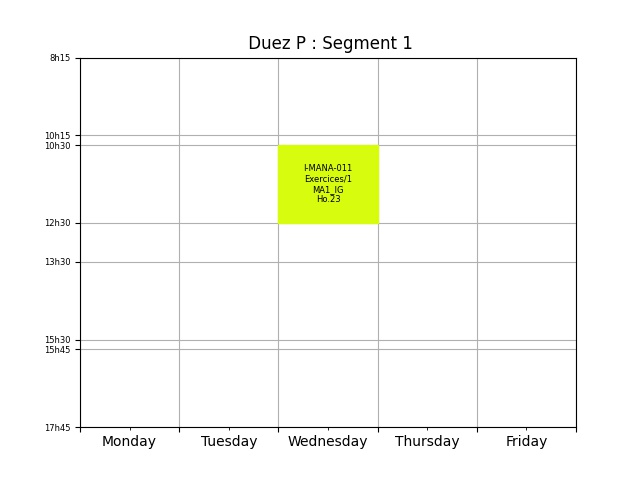 Duez P : Segment 1
8h15
10h15
10h30
I-MANA-011
Exercices/1
MA1_IG
Ho.23
12h30
13h30
15h30
15h45
17h45
Monday Tuesday Wednesday Thursday Friday